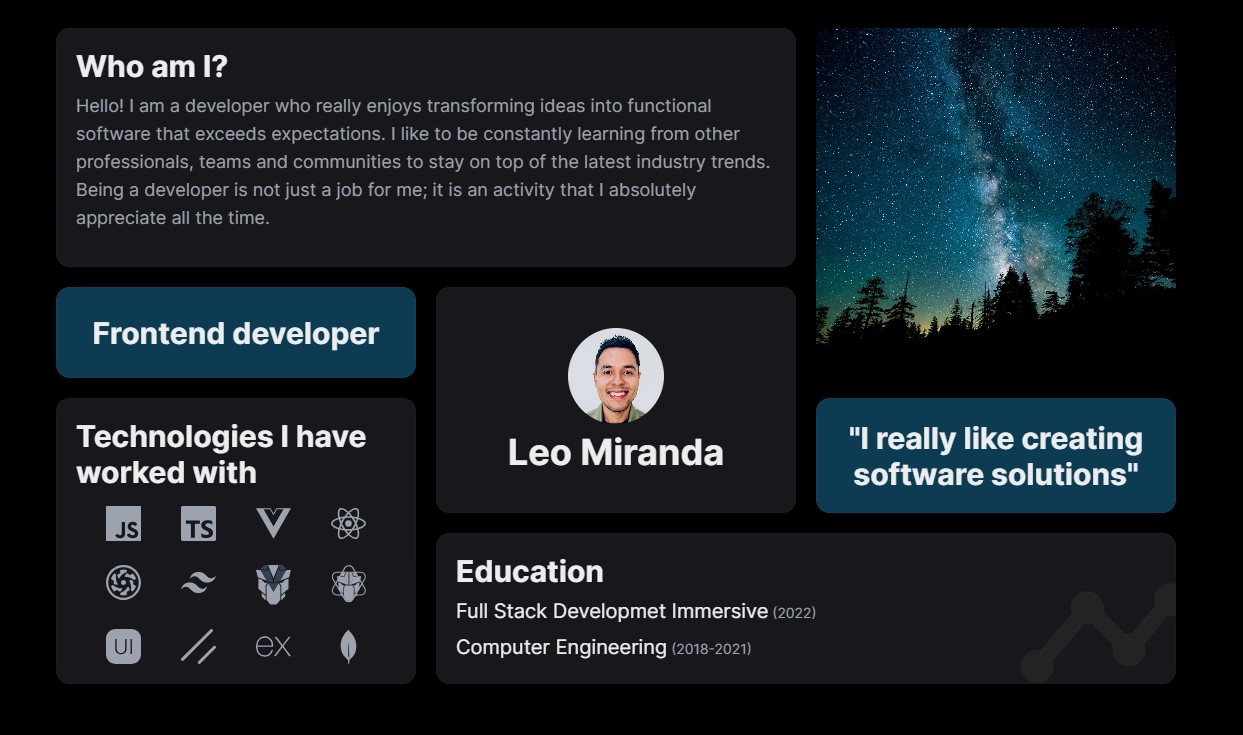 Who am I?
Hello! I am a developer who really enjoys transforming ideas into functional
software that exceeds expectations. I like to be constantly learning from other
professionals, teams and communities to stay on top of the latest industry trends.
Being a developer is not just a job for me; it is an activity that I absolutely
appreciate all the time.
Frontend developer
Technologies I have
worked with
JS TS
UI ex
Leo Miranda
"I really like creating
software solutions"
Education
Full Stack Developmet Immersive (2022)
Computer Engineering (2018-2021)